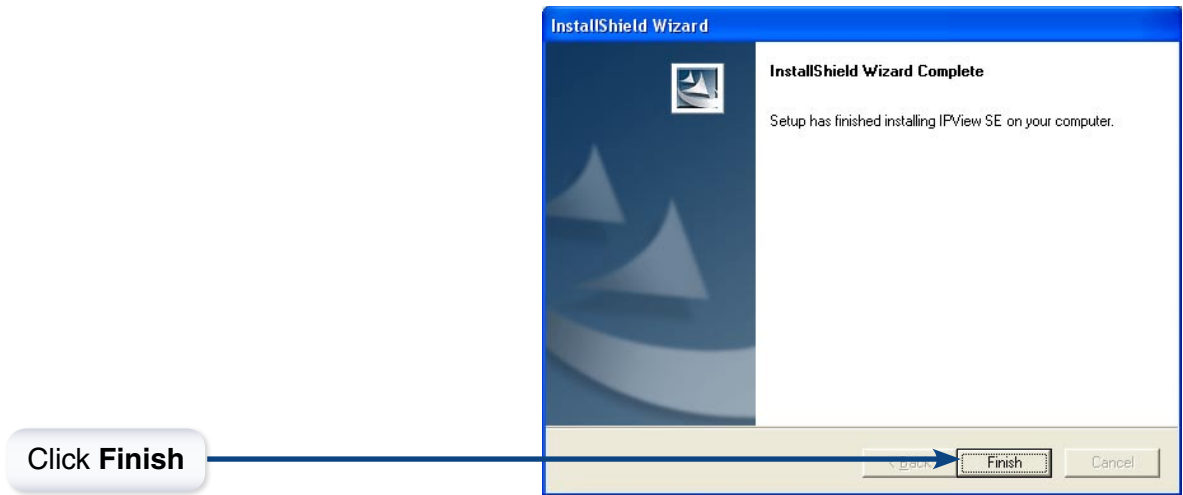 InstallShield Wizard
InstallShield Wizard Complete
Setup has finished installing IPView SE on your computer.
Click Finish
< Back
Finish
Cancel